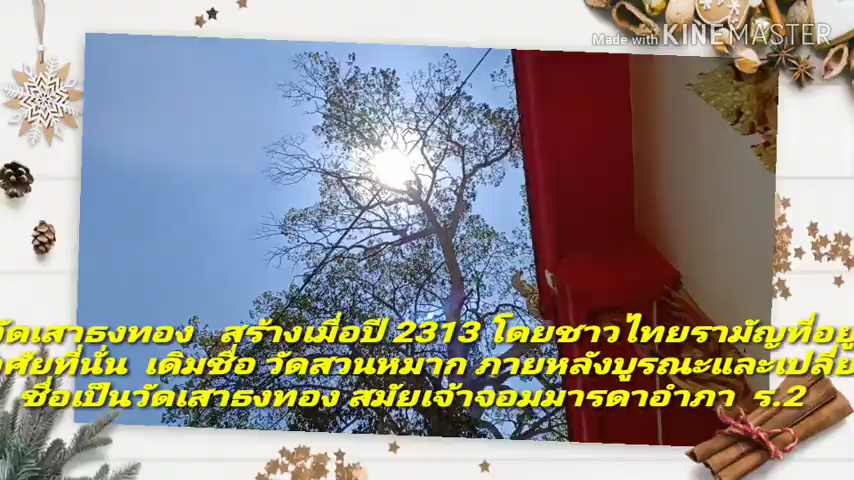 Made with KINEMASTER
วัดเสาธงทอง สร้างเมื่อปี 2313 โดยชาวไทยรามัญที่อยู่
ศัยที่นั่น เดิมชื่อ วัดสวนหมาก ภายหลังบูรณะและเปลี่ย
ชื่อเป็นวัดเสาธงทอง สมัยเจ้าจอมมารดาอำภา ร.2